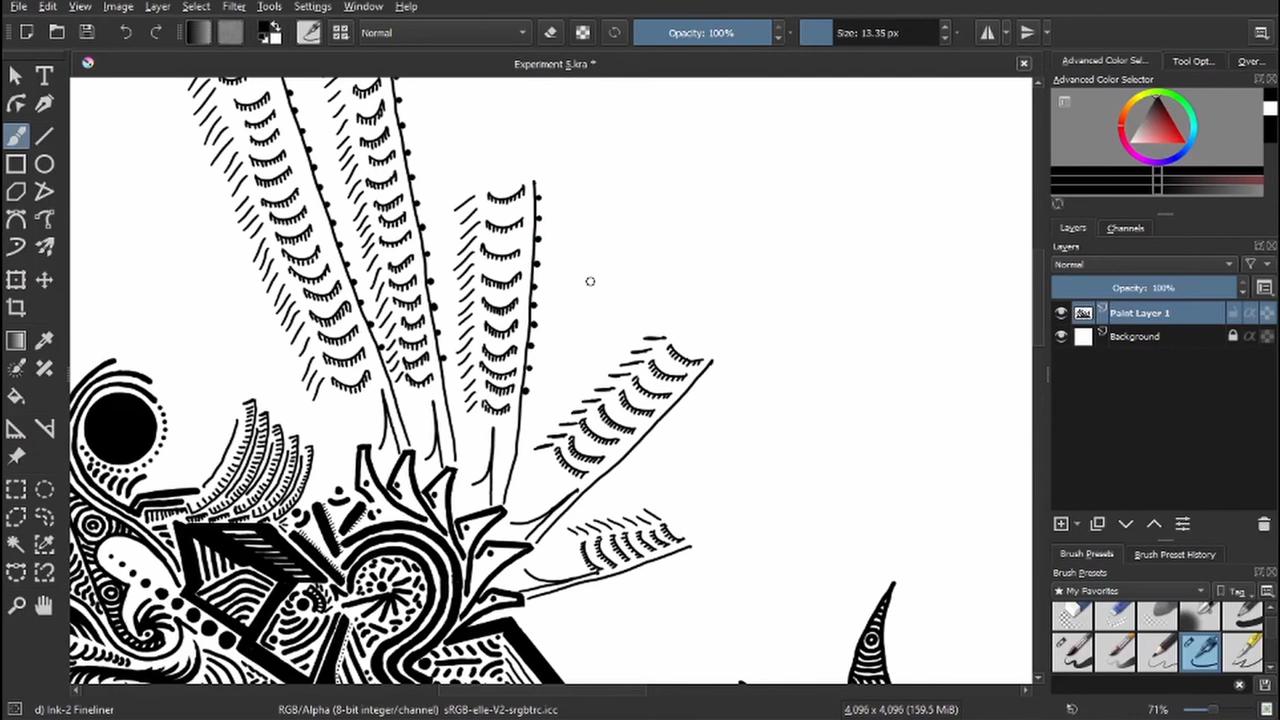 File Edit View Image Layer Select Filter Tools Settings Window Help
Normal Opacity: 100% Size: 13.35 px
Experiment 5.kra *
Advanced Color Sel... Tool Opt... Over...
Advanced Color Selector
Layers Channels
Layers
Normal
Opacity: 100%
Paint Layer 1
Background
Brush Presets Brush Preset History
Brush Presets
★ My Favorites Tag
d) Ink-2 Fineliner RGB/Alpha (8-bit integer/channel) sRGB-elle-V2-srgbtrc.icc 4,096 x 4,096 (159.5 MiB) 71%